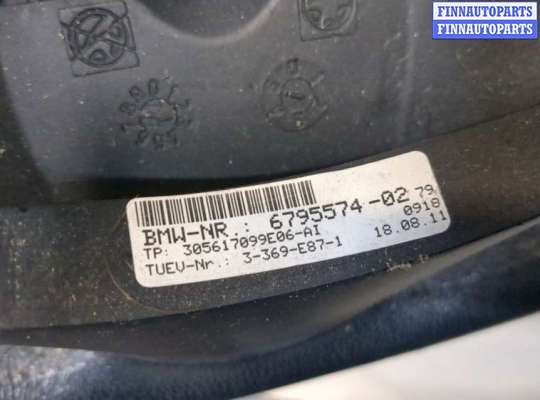 FINNAUTOPARTS
FINNAUTOPARTS
BMW-NR.: 6795574-02 79
TP: 305617099E06-AI 0918
TUEV-Nr.: 3-369-E87-1 18.08.11